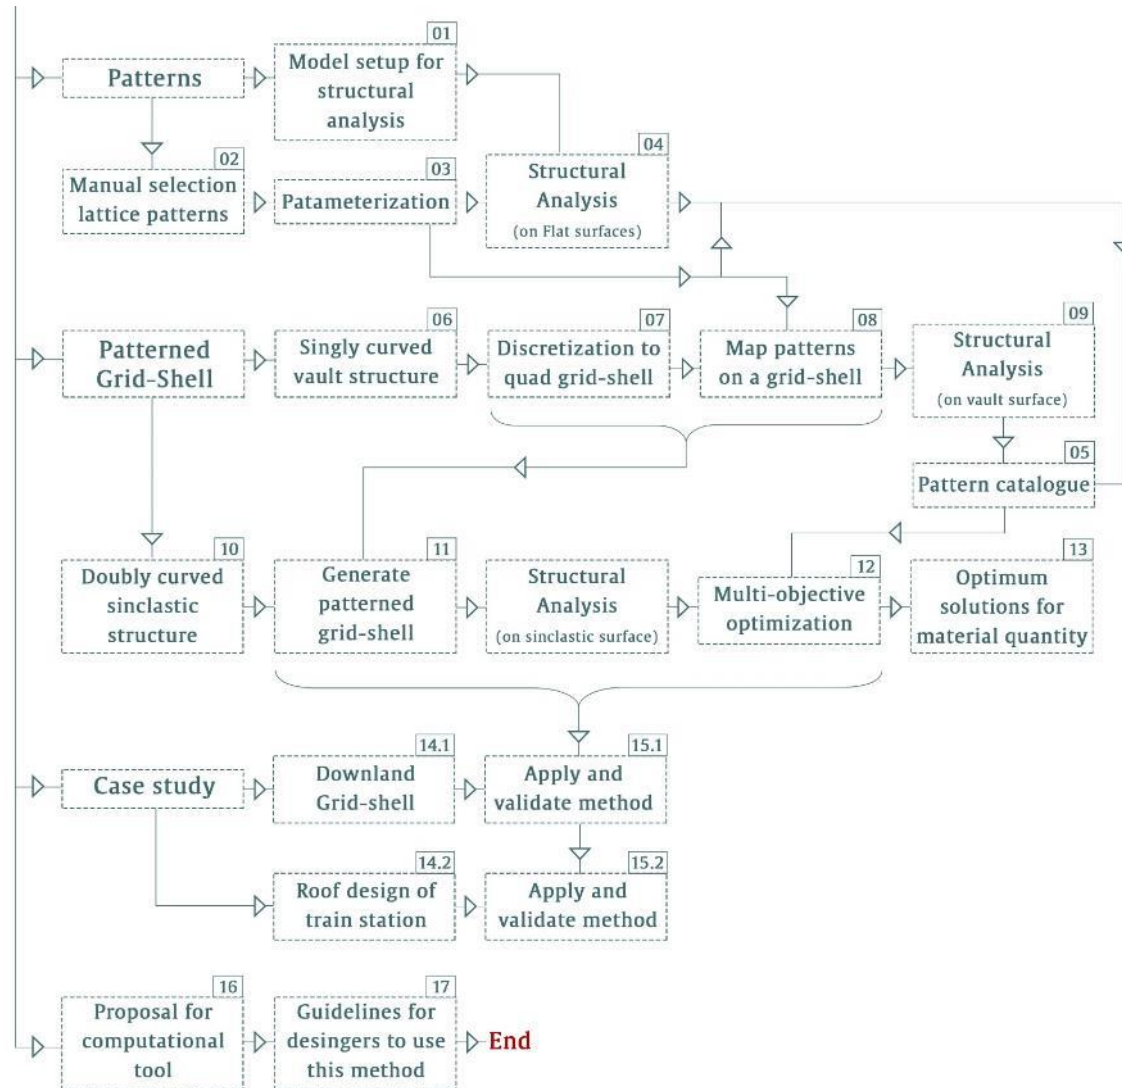 01
Patterns
Model setup for
structural
analysis
02
Manual selection
lattice patterns
03
Patameterization
04
Structural
Analysis
(on Flat surfaces)
Patterned
Grid-Shell
06
Singly curved
vault structure
07
Discretization to
quad grid-shell
08
Map patterns
on a grid-shell
09
Structural
Analysis
(on vault surface)
05
Pattern catalogue
10
Doubly curved
sinclastic
structure
11
Generate
patterned
grid-shell
Structural
Analysis
(on sinclastic surface)
12
Multi-objective
optimization
13
Optimum
solutions for
material quantity
Case study
14.1
Downland
Grid-shell
15.1
Apply and
validate method
14.2
Roof design of
train station
15.2
Apply and
validate method
16
Proposal for
computational
tool
17
Guidelines for
desingers to use
this method
End